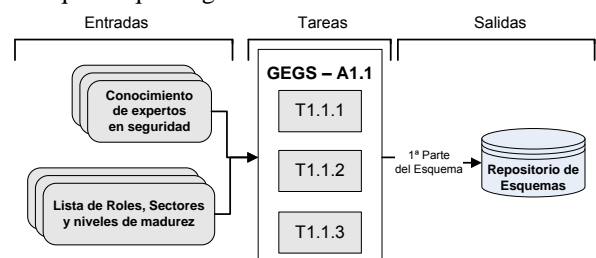 Entradas
Tareas
Salidas
GEGS – A1.1
Conocimiento
de expertos
en seguridad
T1.1.1
Lista de Roles, Sectores
y niveles de madurez
T1.1.2
1ª Parte
del Esquema
Repositorio de
Esquemas
T1.1.3